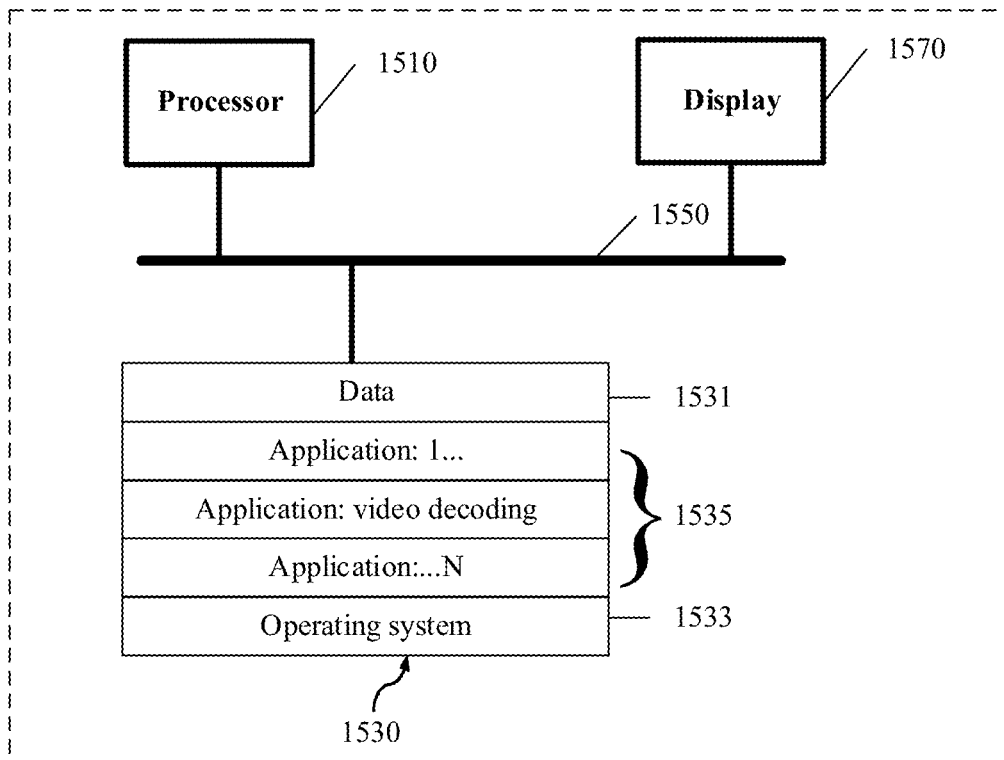 1510
1570
Processor
Display
1550
Data
1531
Application: 1...
Application: video decoding
1535
Application:...N
Operating system
1533
1530